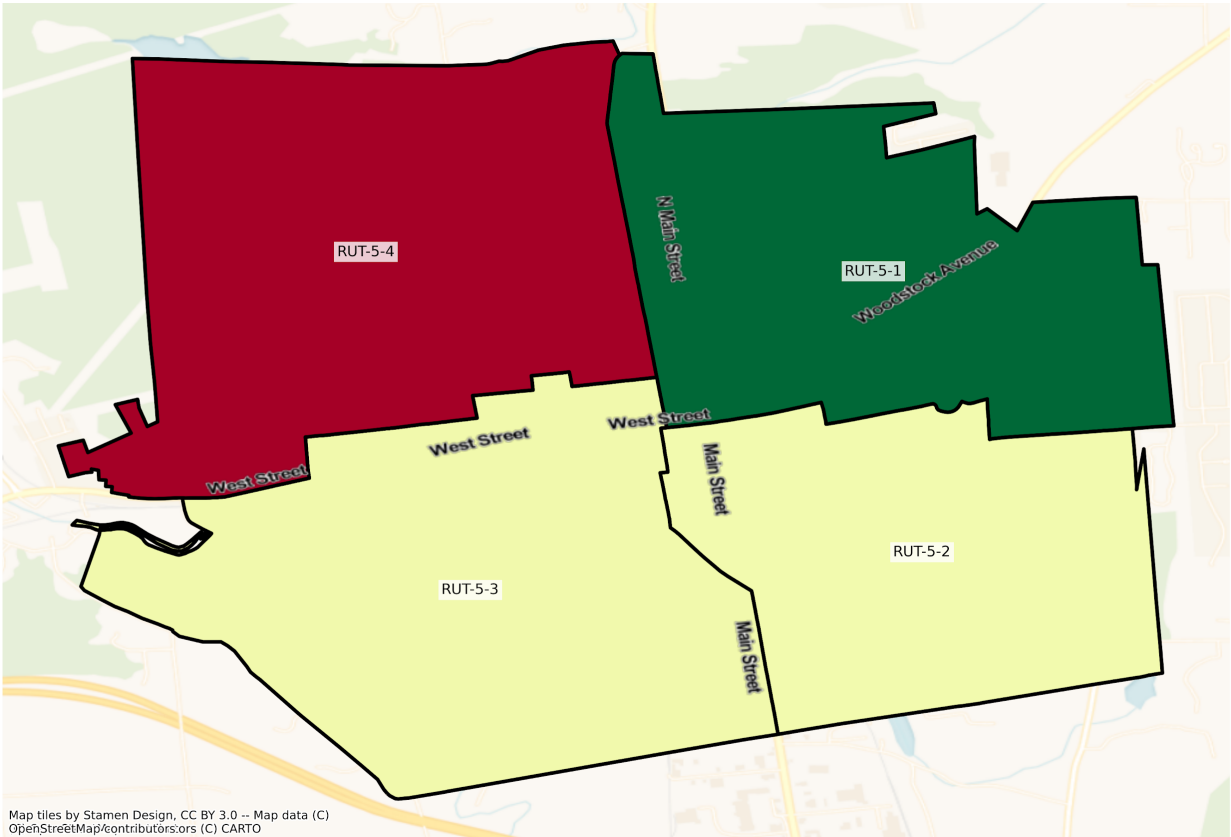 N Main Street
RUT-5-4
RUT-5-1
Woodstock Avenue
West Street
West Street
West Street
Main Street
RUT-5-2
RUT-5-3
Main Street
Map tiles by Stamen Design, CC BY 3.0 -- Map data (C)
OpenStreetMap contributors (C) CARTO